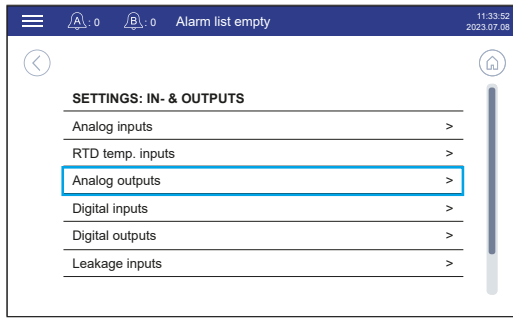 A : 0 B : 0 Alarm list empty 11:33:52
2023.07.08
SETTINGS: IN- & OUTPUTS
Analog inputs >
RTD temp. inputs >
Analog outputs >
Digital inputs >
Digital outputs >
Leakage inputs >